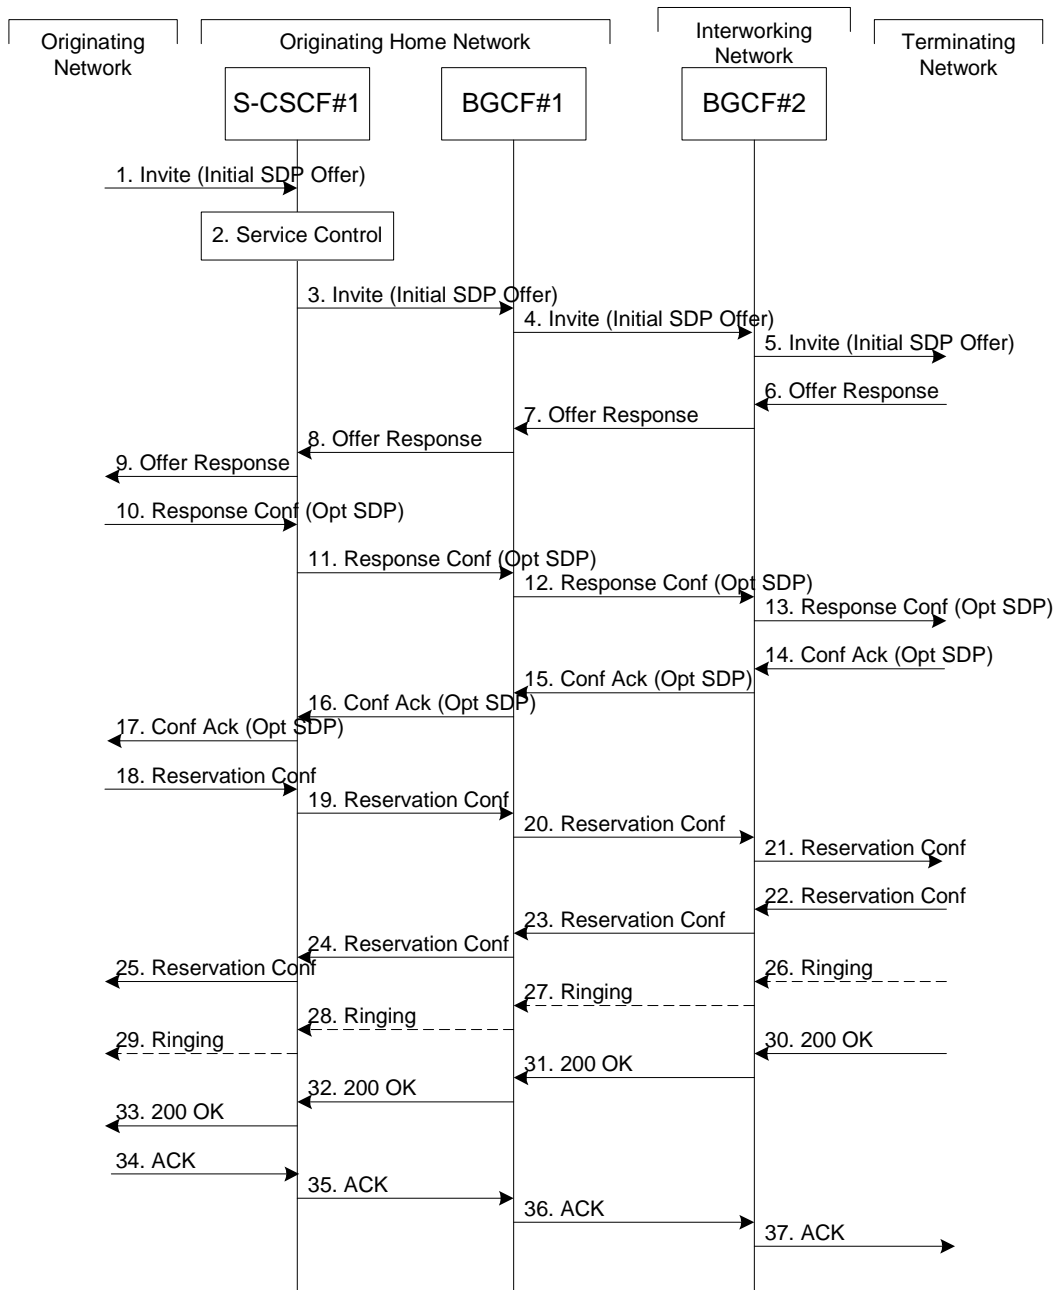 Originating
Network
Originating Home Network
Interworking
Network
Terminating
Network
S-CSCF#1
BGCF#1
BGCF#2
1. Invite (Initial SDP Offer)
2. Service Control
3. Invite (Initial SDP Offer)
4. Invite (Initial SDP Offer)
5. Invite (Initial SDP Offer)
6. Offer Response
7. Offer Response
8. Offer Response
9. Offer Response
10. Response Conf (Opt SDP)
11. Response Conf (Opt SDP)
12. Response Conf (Opt SDP)
13. Response Conf (Opt SDP)
14. Conf Ack (Opt SDP)
15. Conf Ack (Opt SDP)
16. Conf Ack (Opt SDP)
17. Conf Ack (Opt SDP)
18. Reservation Conf
19. Reservation Conf
20. Reservation Conf
21. Reservation Conf
22. Reservation Conf
23. Reservation Conf
24. Reservation Conf
25. Reservation Conf
26. Ringing
27. Ringing
28. Ringing
29. Ringing
30. 200 OK
31. 200 OK
32. 200 OK
33. 200 OK
34. ACK
35. ACK
36. ACK
37. ACK